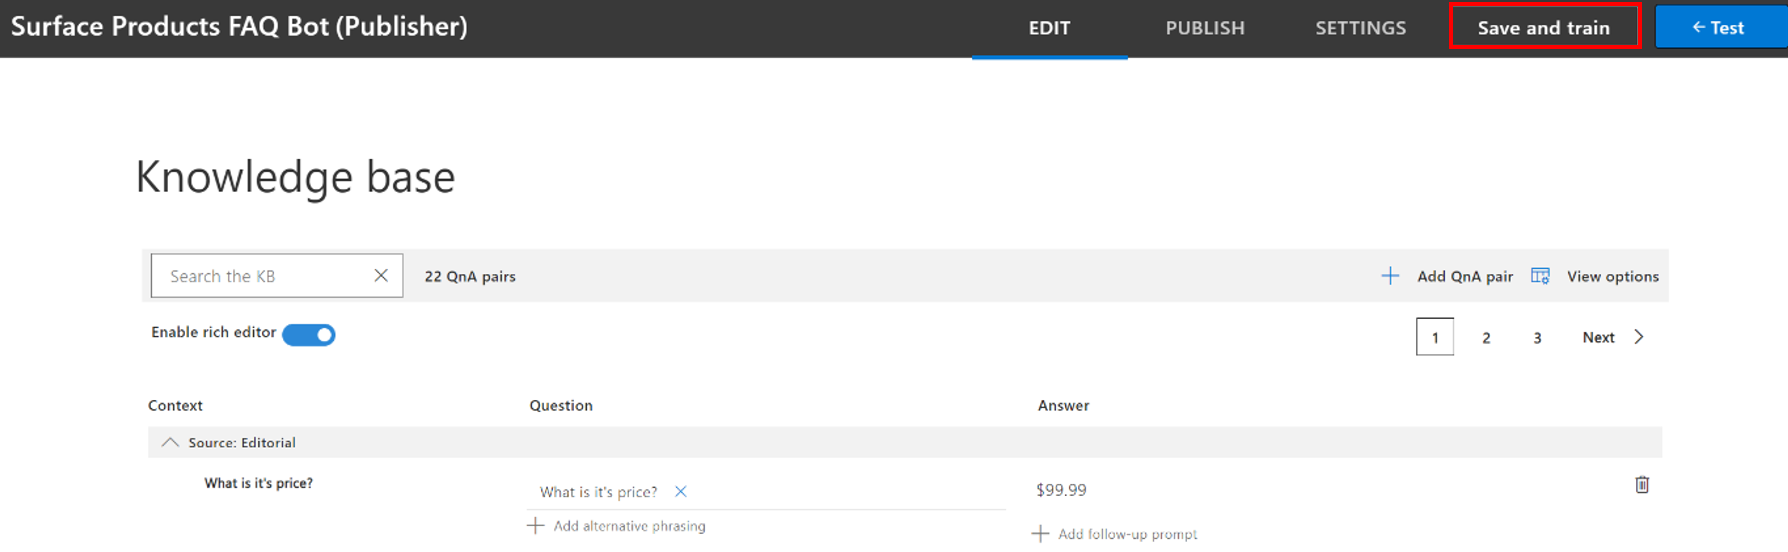 Surface Products FAQ Bot (Publisher) EDIT PUBLISH SETTINGS Save and train ← Test
Knowledge base
Search the KB 22 QnA pairs Add QnA pair View options
Enable rich editor 1 2 3 Next
Context Question Answer
Source: Editorial
What is it's price? What is it's price? $99.99
Add alternative phrasing Add follow-up prompt